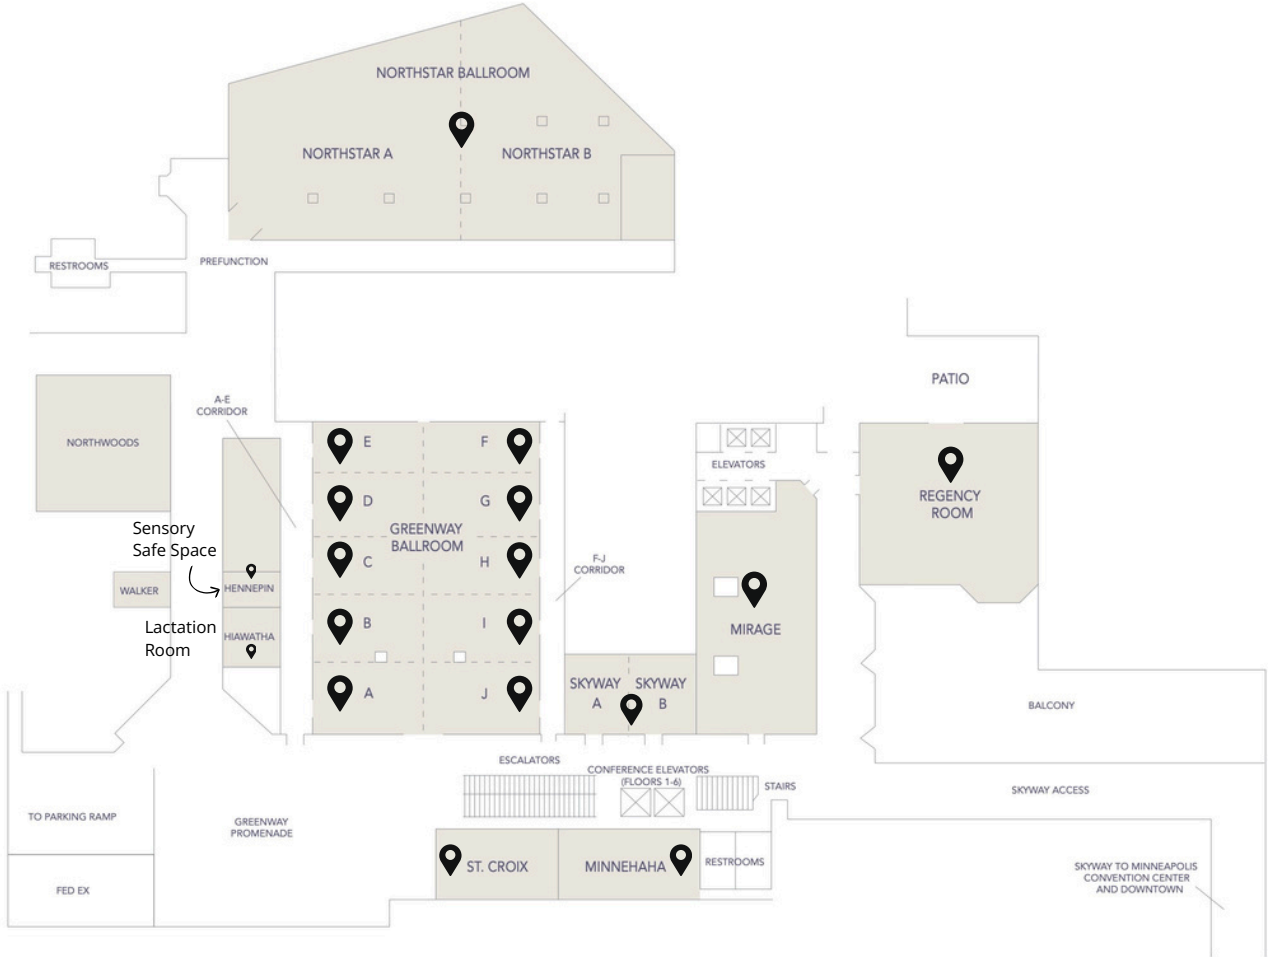 NORTHSTAR BALLROOM
NORTHSTAR A
NORTHSTAR B
RESTROOMS
PREFUNCTION
PATIO
A-E
CORRIDOR
NORTHWOODS
E
F
ELEVATORS
REGENCY
ROOM
D
G
Sensory
Safe Space
GREENWAY
BALLROOM
C
H
F-J
CORRIDOR
WALKER
HENNEPIN
Lactation
Room
HIAWATHA
B
I
MIRAGE
A
J
SKYWAY
A
SKYWAY
B
BALCONY
ESCALATORS
CONFERENCE ELEVATORS
(FLOORS 1-6)
STAIRS
SKYWAY ACCESS
TO PARKING RAMP
GREENWAY
PROMENADE
ST. CROIX
MINNEHAHA
RESTROOMS
FED EX
SKYWAY TO MINNEAPOLIS
CONVENTION CENTER
AND DOWNTOWN